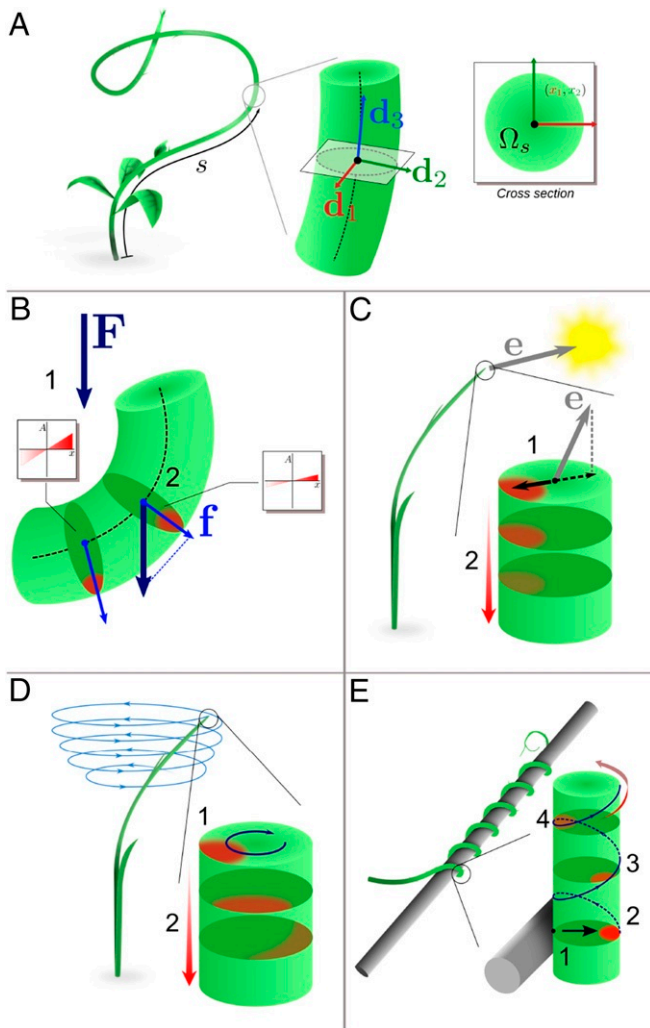 A
s
d₃
d₂
d₁
(x₁, x₂)
Ωₛ
Cross section
B
F
1
A
x
2
A
x
f
C
e
e
1
2
D
1
2
E
4
3
2
1